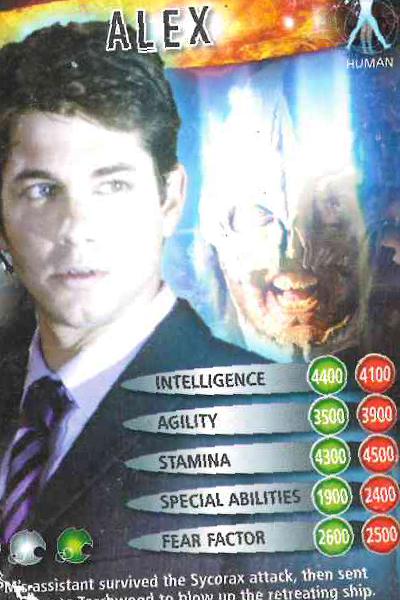 ALEX
HUMAN
INTELLIGENCE 4400 4100
AGILITY 3500 3900
STAMINA 4300 4500
SPECIAL ABILITIES 1900 2400
FEAR FACTOR 2600 2500
assistant survived the Sycorax attack, then sent
Torchwood to blow up the retreating ship.